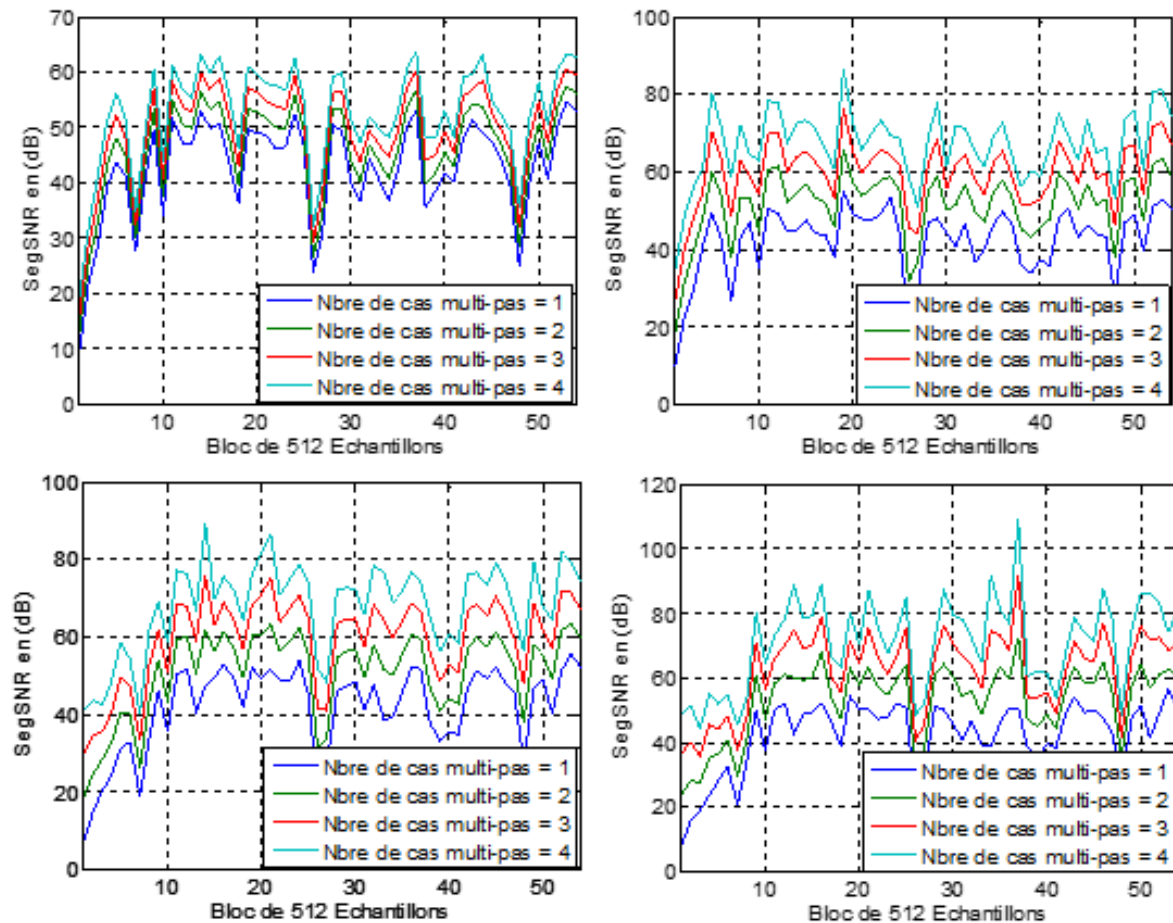 70
60
50
40
30
20
10
0
SegSNR en (dB)
Nbre de cas multi-pas = 1
Nbre de cas multi-pas = 2
Nbre de cas multi-pas = 3
Nbre de cas multi-pas = 4
10 20 30 40 50
Bloc de 512 Echantillons
100
80
60
40
20
0
SegSNR en (dB)
Nbre de cas multi-pas = 1
Nbre de cas multi-pas = 2
Nbre de cas multi-pas = 3
Nbre de cas multi-pas = 4
10 20 30 40 50
Bloc de 512 Echantillons
100
80
60
40
20
0
SegSNR en (dB)
Nbre de cas multi-pas = 1
Nbre de cas multi-pas = 2
Nbre de cas multi-pas = 3
Nbre de cas multi-pas = 4
10 20 30 40 50
Bloc de 512 Echantillons
120
100
80
60
40
20
0
SegSNR en (dB)
Nbre de cas multi-pas = 1
Nbre de cas multi-pas = 2
Nbre de cas multi-pas = 3
Nbre de cas multi-pas = 4
10 20 30 40 50
Bloc de 512 Echantillons